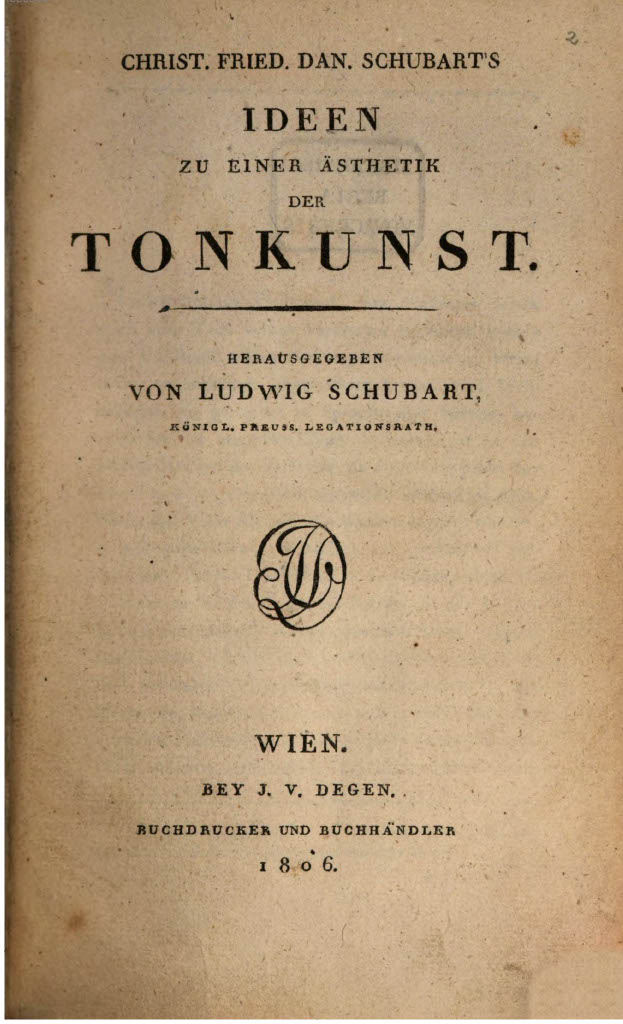 2
CHRIST. FRIED. DAN. SCHUBART'S
IDEEN
ZU EINER ÄSTHETIK
DER
TONKUNST.
HERAUSGEGEBEN
VON LUDWIG SCHUBART,
KÖNIGL. PREUSS. LEGATIONSRATH.
WIEN.
BEY J. V. DEGEN.
BUCHDRUCKER UND BUCHHÄNDLER
1806.